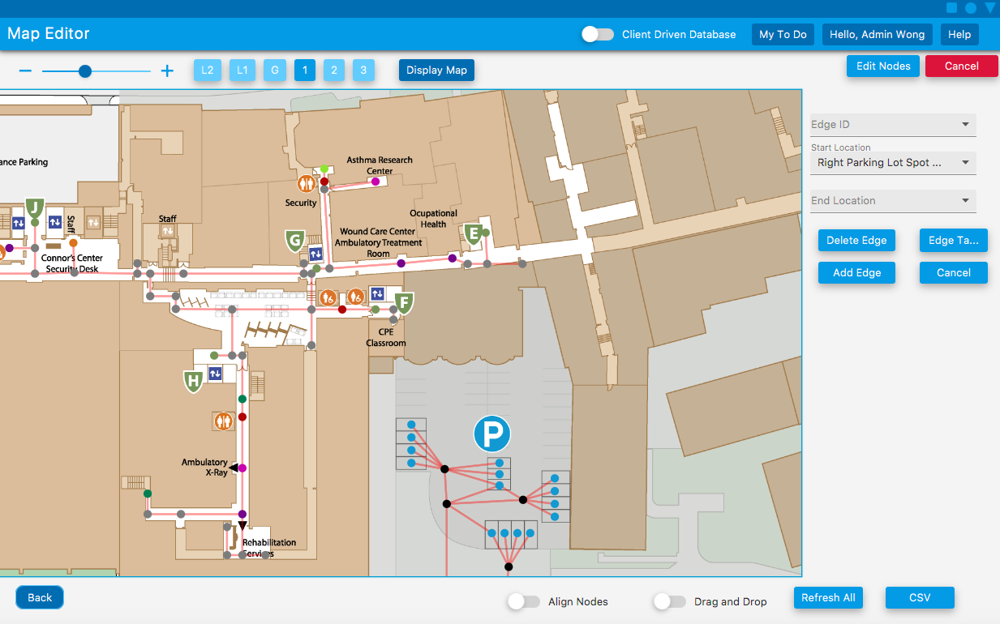 Map Editor
Client Driven Database
My To Do
Hello, Admin Wong
Help
L2
L1
G
1
2
3
Display Map
Edit Nodes
Cancel
ance Parking
Asthma Research
Center
Security
Staff
J
Staff
Ocupational
Health
E
G
Wound Care Center
Ambulatory Treatment
Room
Connor's Center
Security Desk
F
CPE
Classroom
H
P
Ambulatory
X-Ray
Rehabilitation
Services
Edge ID
Start Location
Right Parking Lot Spot ...
End Location
Delete Edge
Edge Ta...
Add Edge
Cancel
Back
Align Nodes
Drag and Drop
Refresh All
CSV